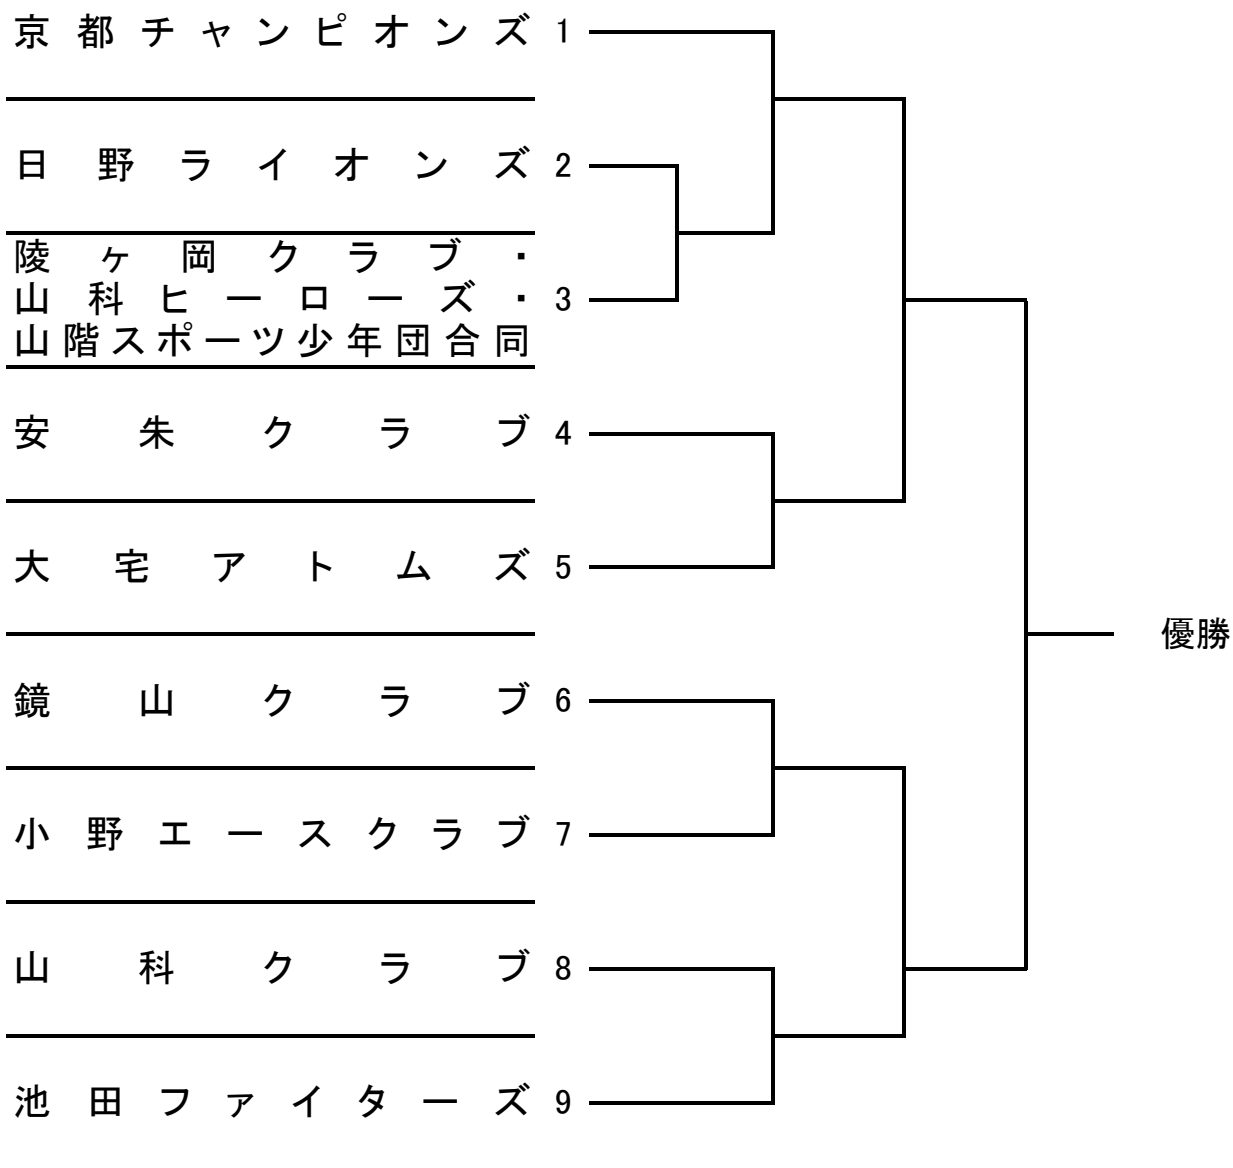 京都チャンピオンズ 1
日野ライオンズ 2
陵ヶ岡クラブ・
山科ヒーローズ・ 3
山階スポーツ少年団合同
安朱クラブ 4
大宅アトムズ 5
優勝
鏡山クラブ 6
小野エースクラブ 7
山科クラブ 8
池田ファイターズ 9